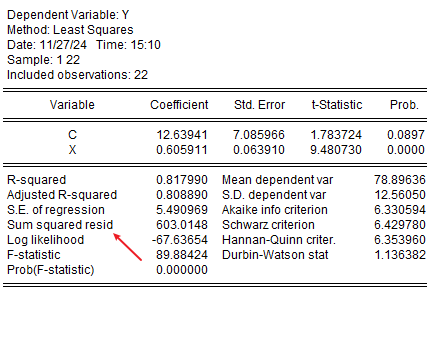 Dependent Variable: Y
Method: Least Squares
Date: 11/27/24 Time: 15:10
Sample: 1 22
Included observations: 22
Variable Coefficient Std. Error t-Statistic Prob.
C 12.63941 7.085966 1.783724 0.0897
X 0.605911 0.063910 9.480730 0.0000
R-squared 0.817990 Mean dependent var 78.89636
Adjusted R-squared 0.808890 S.D. dependent var 12.56050
S.E. of regression 5.490969 Akaike info criterion 6.330594
Sum squared resid 603.0148 Schwarz criterion 6.429780
Log likelihood -67.63654 Hannan-Quinn criter. 6.353960
F-statistic 89.88424 Durbin-Watson stat 1.136382
Prob(F-statistic) 0.000000